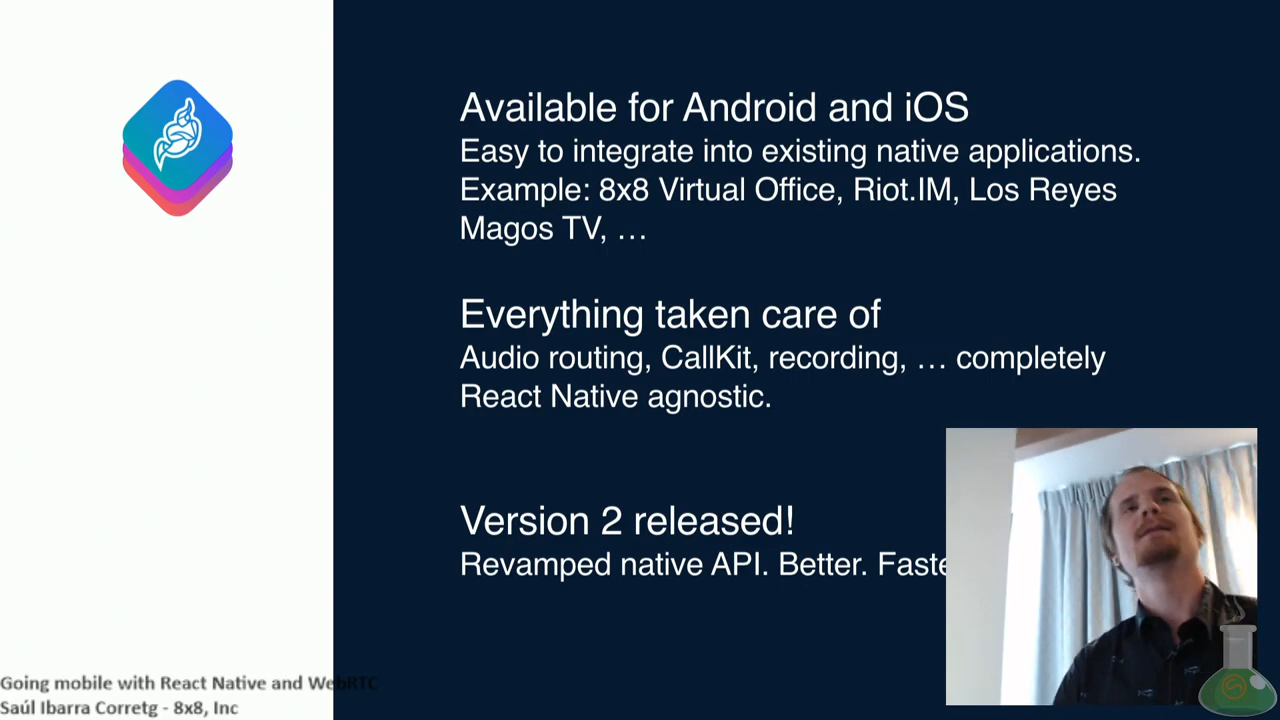 Available for Android and iOS
Easy to integrate into existing native applications.
Example: 8x8 Virtual Office, Riot.IM, Los Reyes
Magos TV, …
Everything taken care of
Audio routing, CallKit, recording, … completely
React Native agnostic.
Version 2 released!
Revamped native API. Better. Faste
Going mobile with React Native and WebRTC
Saúl Ibarra Corretg - 8x8, Inc